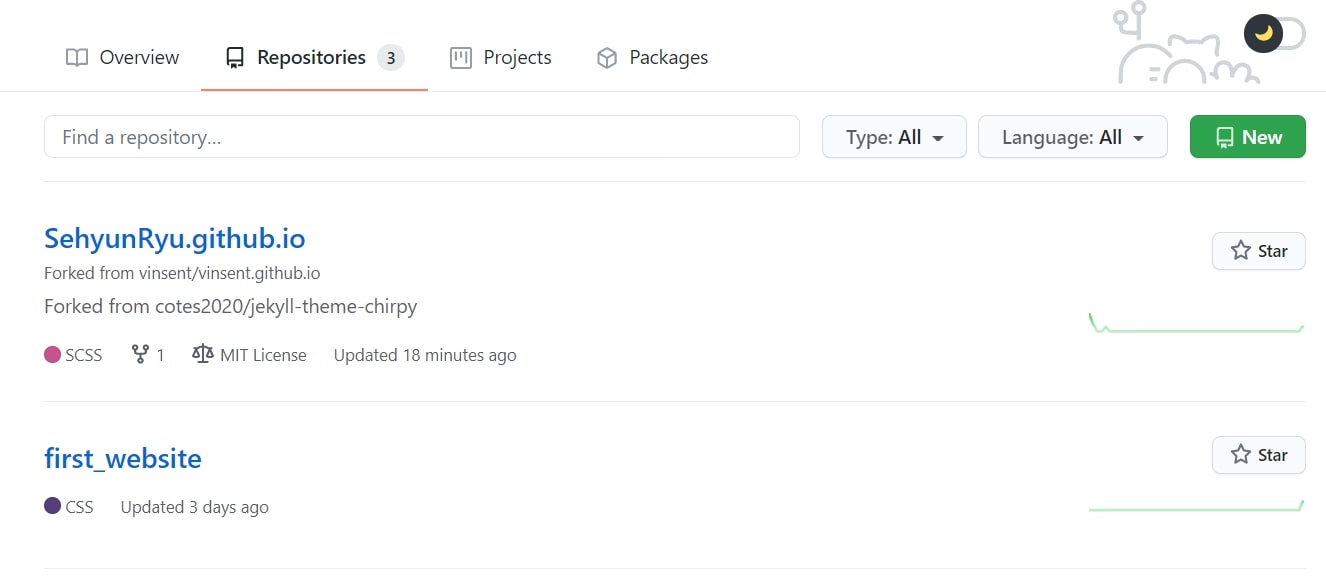 Overview Repositories 3 Projects Packages
Find a repository... Type: All Language: All New
SehyunRyu.github.io
Star
Forked from vinsent/vinsent.github.io
Forked from cotes2020/jekyll-theme-chirpy
SCSS 1 MIT License Updated 18 minutes ago
first_website
Star
CSS Updated 3 days ago